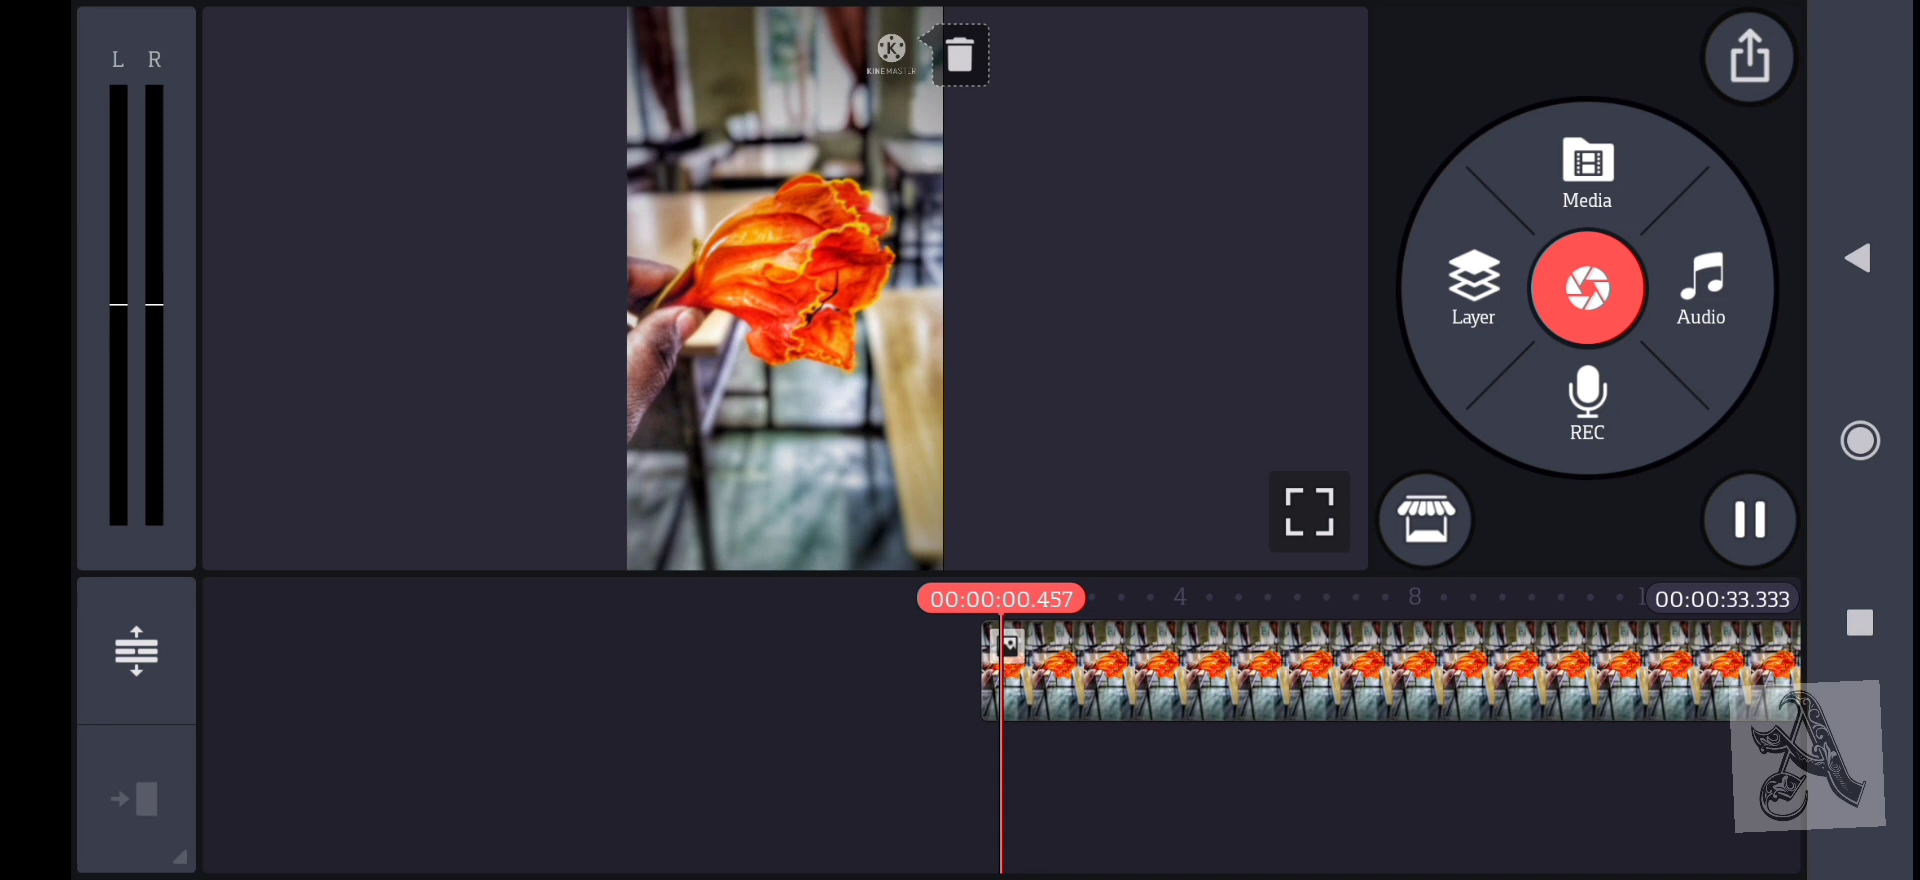 L R
KINEMASTER
Media
Layer
Audio
REC
00:00:00.457
4
8
00:00:33.333
A